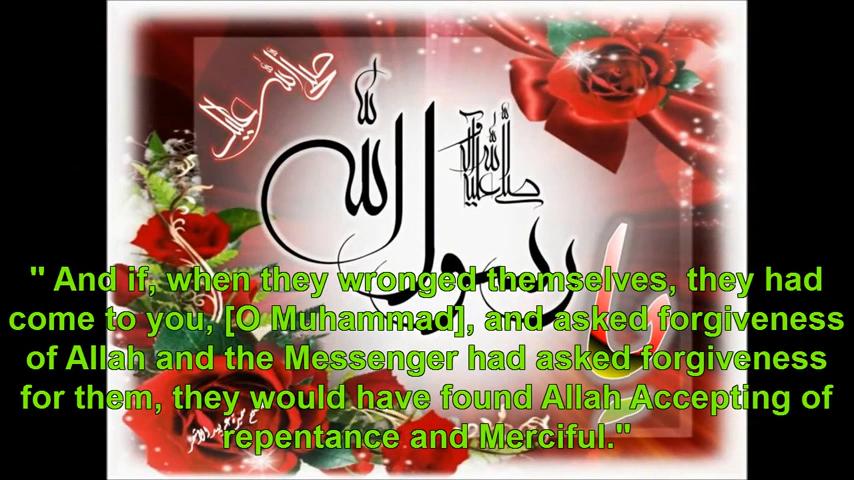 صلى الله عليه وآله
رسول الله
يا
" And if, when they wronged themselves, they had
come to you, [O Muhammad], and asked forgiveness
of Allah and the Messenger had asked forgiveness
for them, they would have found Allah Accepting of
repentance and Merciful."